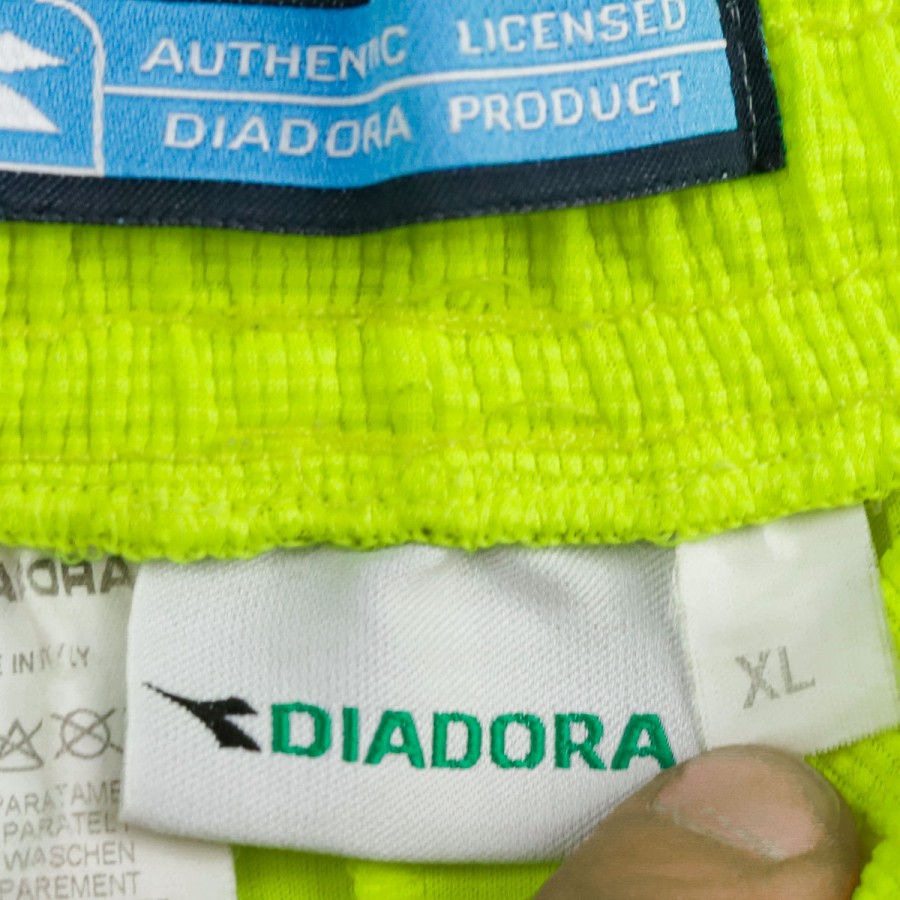 AUTHENTIC LICENSED
DIADORA PRODUCT
DIADORA
XL
WASCHEN